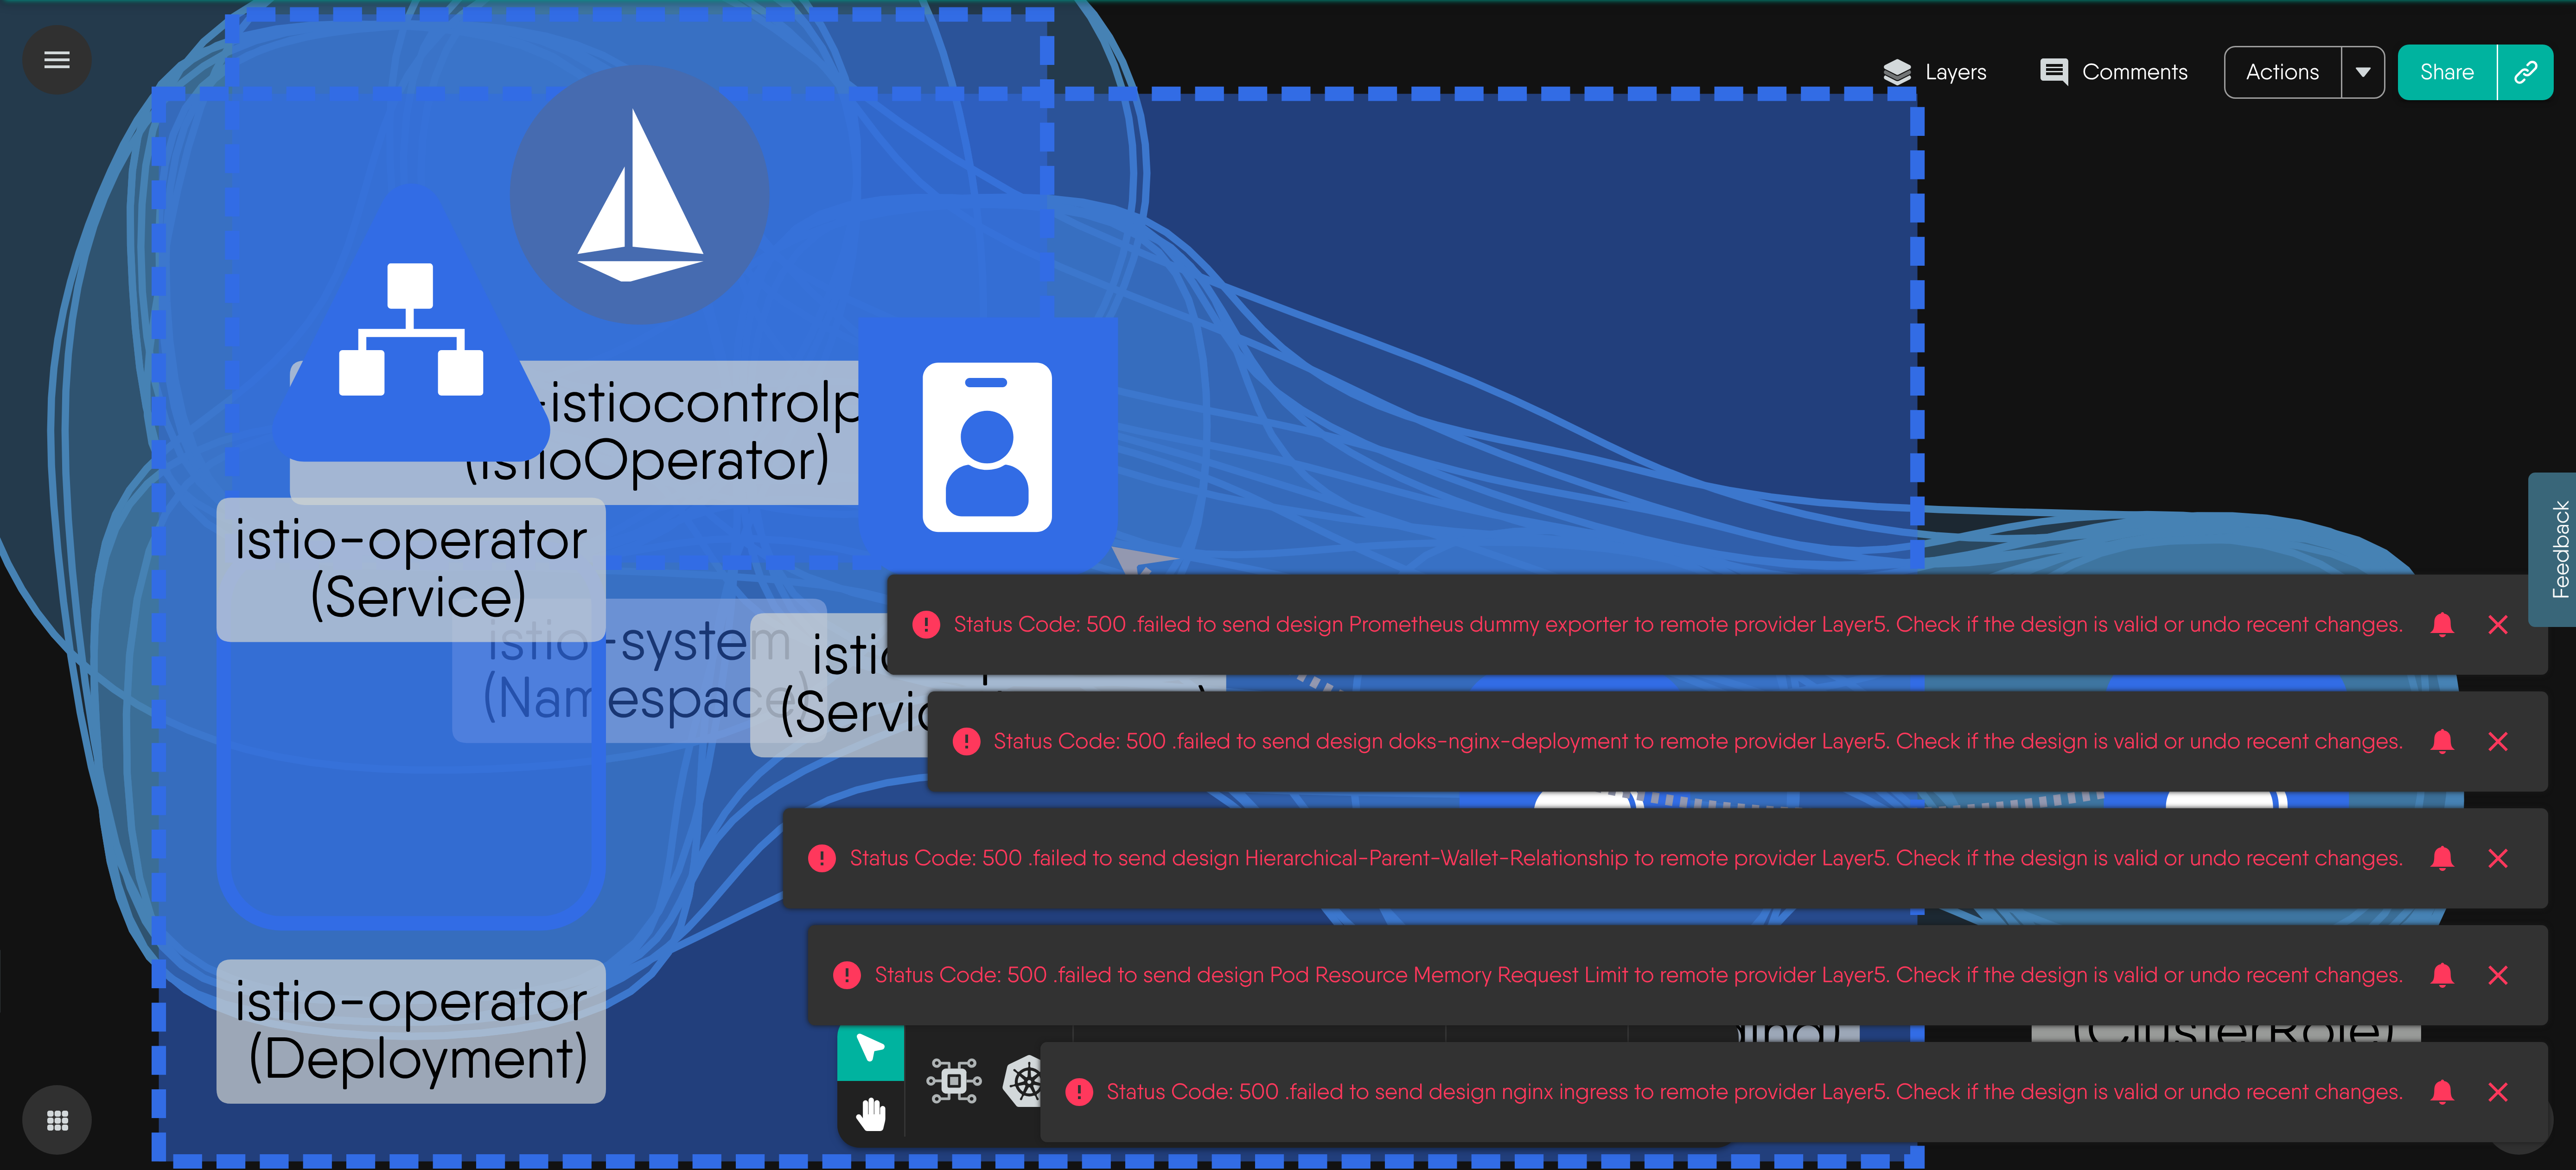 Layers
Comments
Actions
Share
-istiocontrolp
(IstioOperator)
istio-operator
(Service)
istio-system
(Namespace)
Feedback
Status Code: 500 .failed to send design Prometheus dummy exporter to remote provider Layer5. Check if the design is valid or undo recent changes.
Status Code: 500 .failed to send design doks-nginx-deployment to remote provider Layer5. Check if the design is valid or undo recent changes.
Status Code: 500 .failed to send design Hierarchical-Parent-Wallet-Relationship to remote provider Layer5. Check if the design is valid or undo recent changes.
Status Code: 500 .failed to send design Pod Resource Memory Request Limit to remote provider Layer5. Check if the design is valid or undo recent changes.
istio-operator
(Deployment)
(ClusterRole)
Status Code: 500 .failed to send design nginx ingress to remote provider Layer5. Check if the design is valid or undo recent changes.